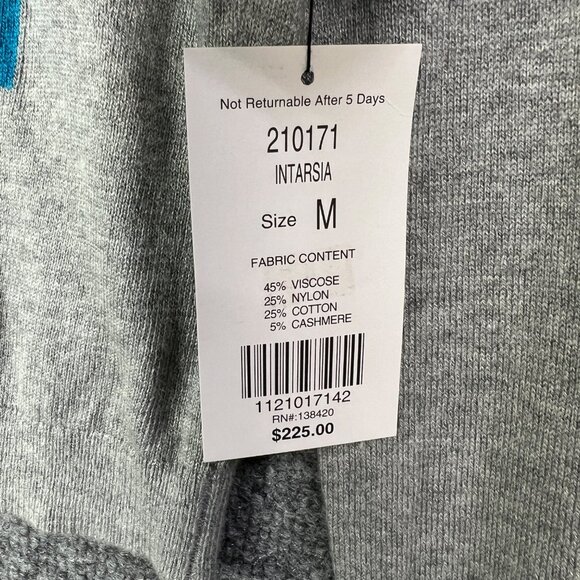 Not Returnable After 5 Days
210171
INTARSIA
Size M
FABRIC CONTENT
45% VISCOSE
25% NYLON
25% COTTON
5% CASHMERE
1121017142
RN#:138420
$225.00